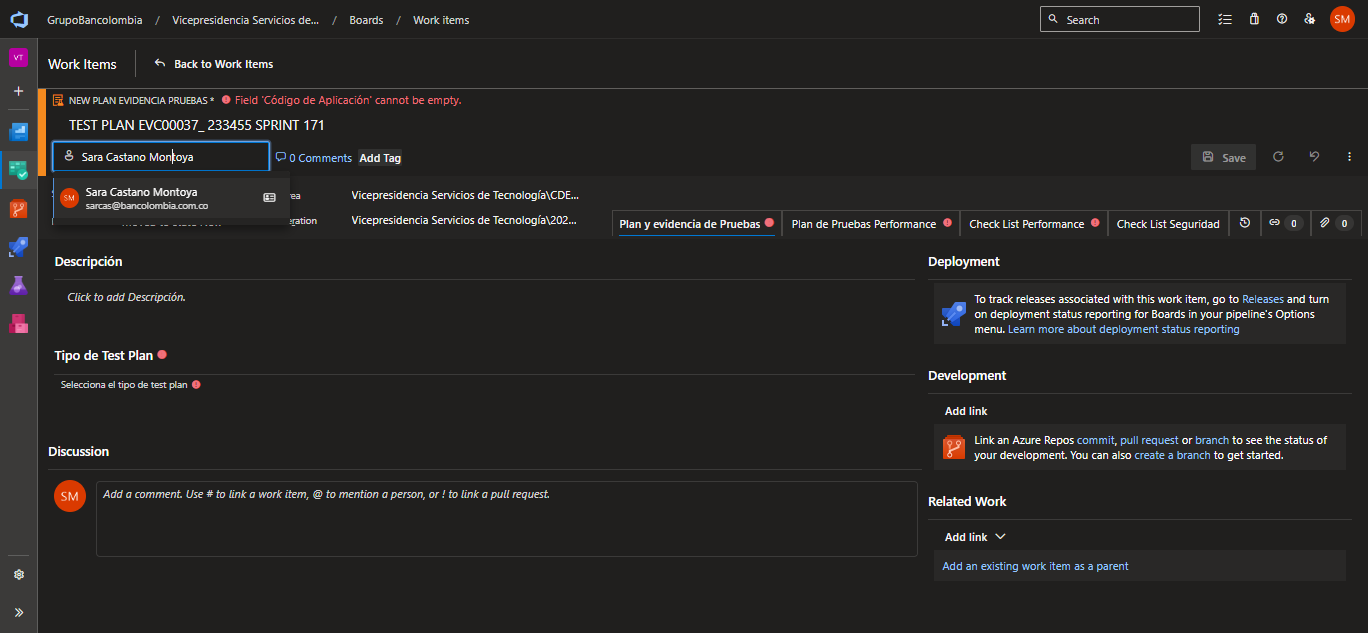 GrupoBancolombia / Vicepresidencia Servicios de... / Boards / Work items
Search
SM
VT
Work Items
Back to Work Items
NEW PLAN EVIDENCIA PRUEBAS * Field 'Código de Aplicación' cannot be empty.
TEST PLAN EVC00037_ 233455 SPRINT 171
Sara Castano Montoya
0 Comments
Add Tag
Save
SM
Sara Castano Montoya
sarcas@bancolombia.com.co
Vicepresidencia Servicios de Tecnología\CDE...
Vicepresidencia Servicios de Tecnología\202...
Plan y evidencia de Pruebas
Plan de Pruebas Performance
Check List Performance
Check List Seguridad
0
0
Descripción
Click to add Descripción.
Tipo de Test Plan
Selecciona el tipo de test plan
Discussion
SM
Add a comment. Use # to link a work item, @ to mention a person, or ! to link a pull request.
Deployment
To track releases associated with this work item, go to Releases and turn
on deployment status reporting for Boards in your pipeline's Options
menu. Learn more about deployment status reporting
Development
Add link
Link an Azure Repos commit, pull request or branch to see the status of
your development. You can also create a branch to get started.
Related Work
Add link
Add an existing work item as a parent